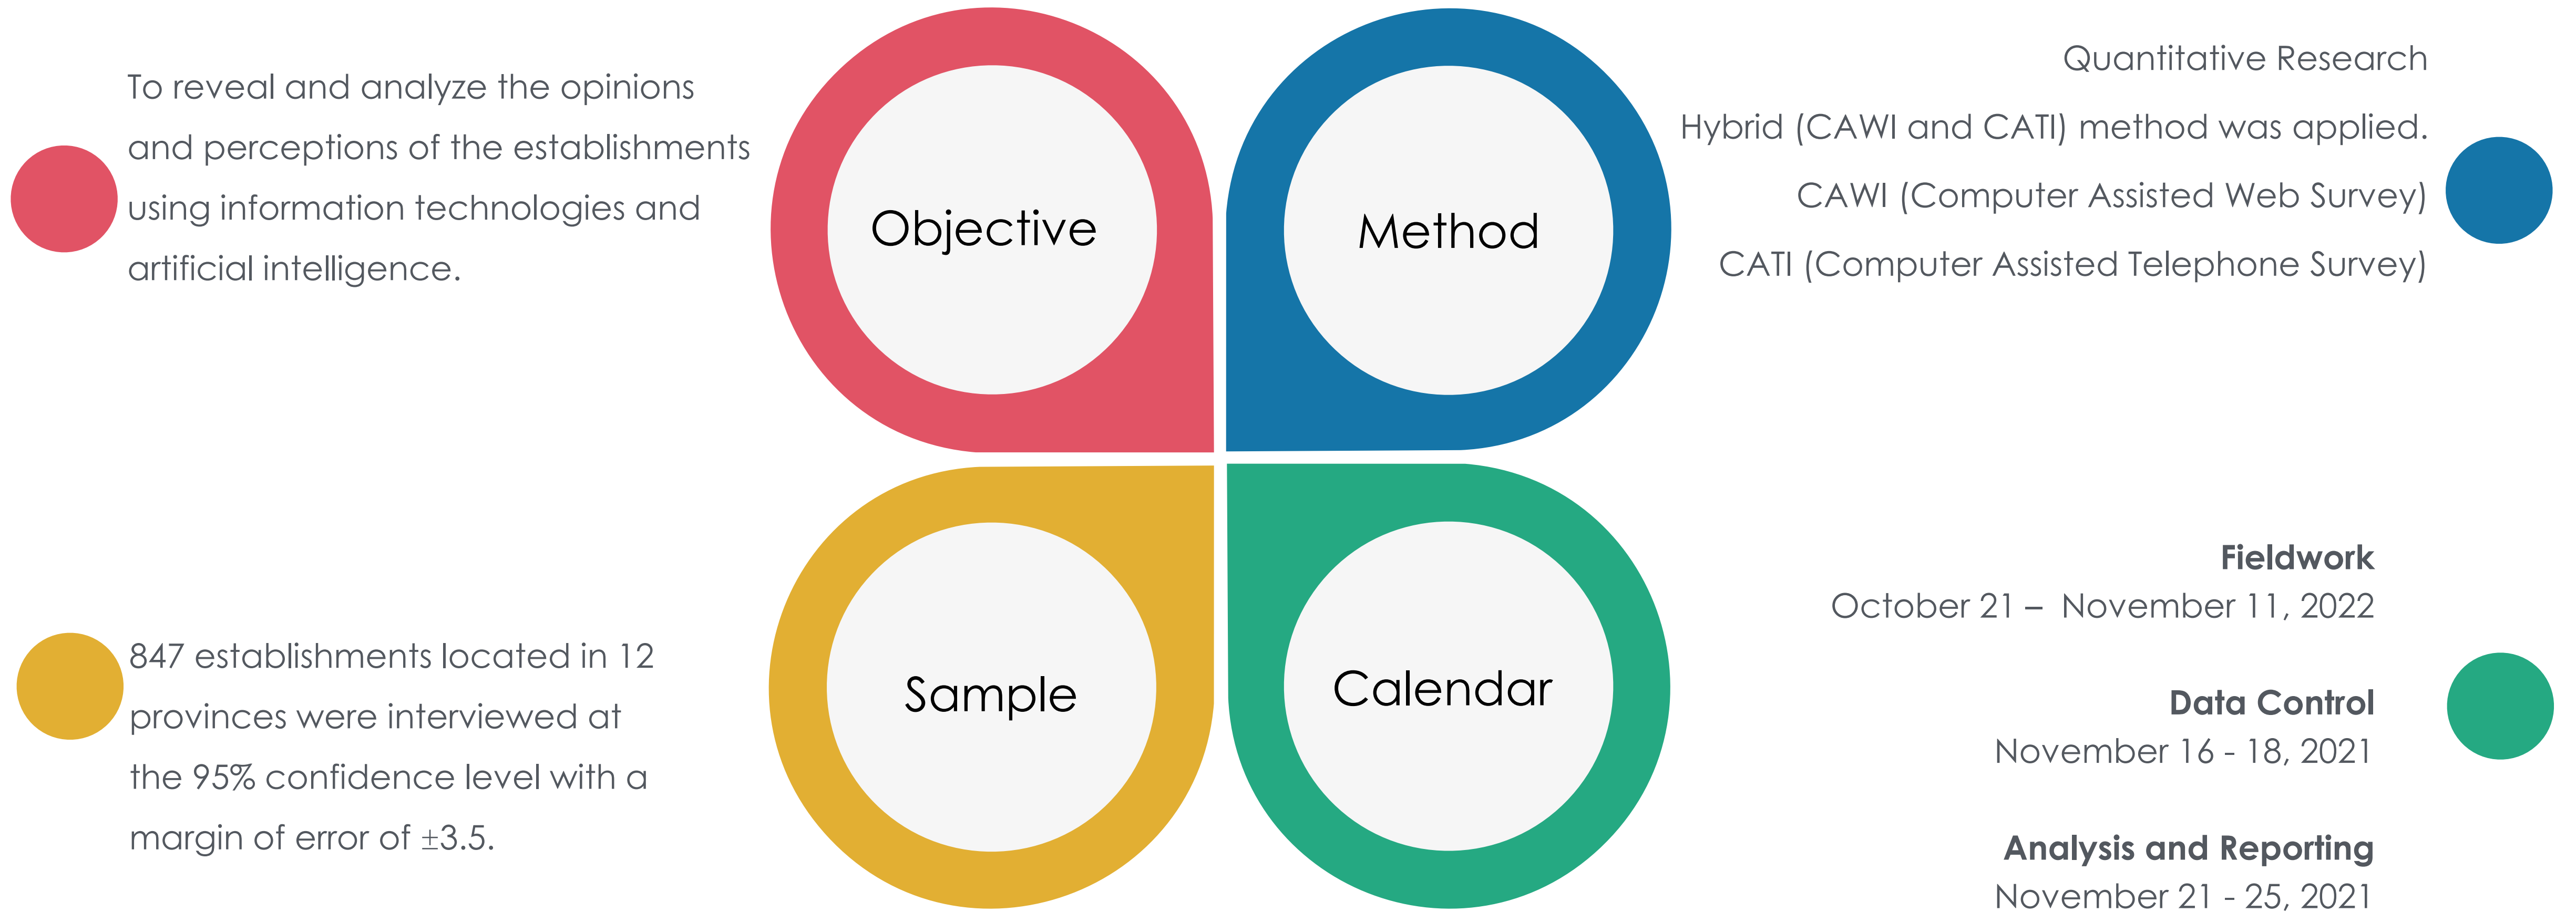 To reveal and analyze the opinions
and perceptions of the establishments
using information technologies and
artificial intelligence.
Objective
Method
Quantitative Research
Hybrid (CAWI and CATI) method was applied.
CAWI (Computer Assisted Web Survey)
CATI (Computer Assisted Telephone Survey)
847 establishments located in 12
provinces were interviewed at
the 95% confidence level with a
margin of error of ±3.5.
Sample
Calendar
Fieldwork
October 21 – November 11, 2022
Data Control
November 16 - 18, 2021
Analysis and Reporting
November 21 - 25, 2021